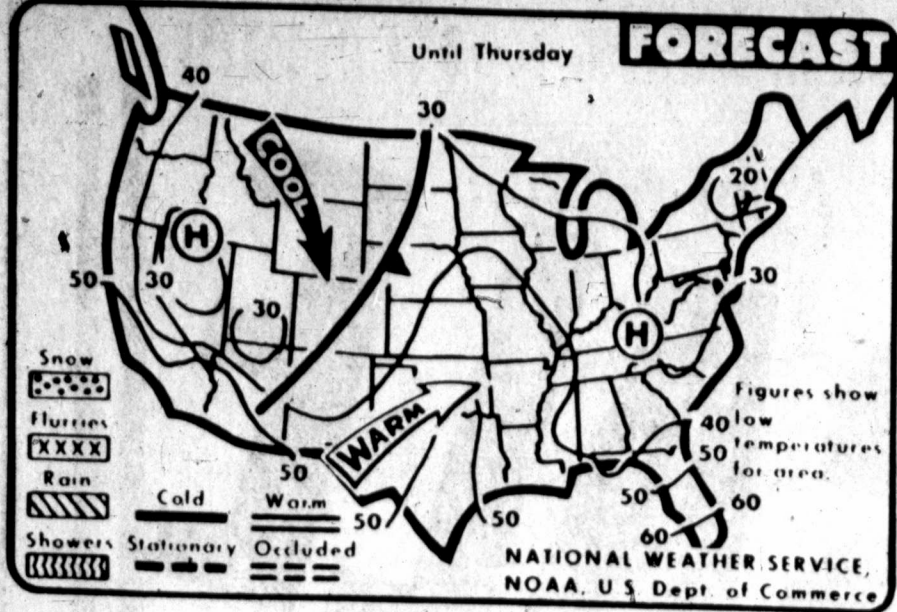 FORECAST
Until Thursday
40
30
COOL
20
H
50
30
30
30
H
Snow
Flurries
XXXX
Rain
Showers
Cold
Warm
Stationary
Occluded
WARM
50
50
50
Figures show
low
temperatures
for area.
40
50
50
60
60
NATIONAL WEATHER SERVICE,
NOAA, U.S. Dept. of Commerce